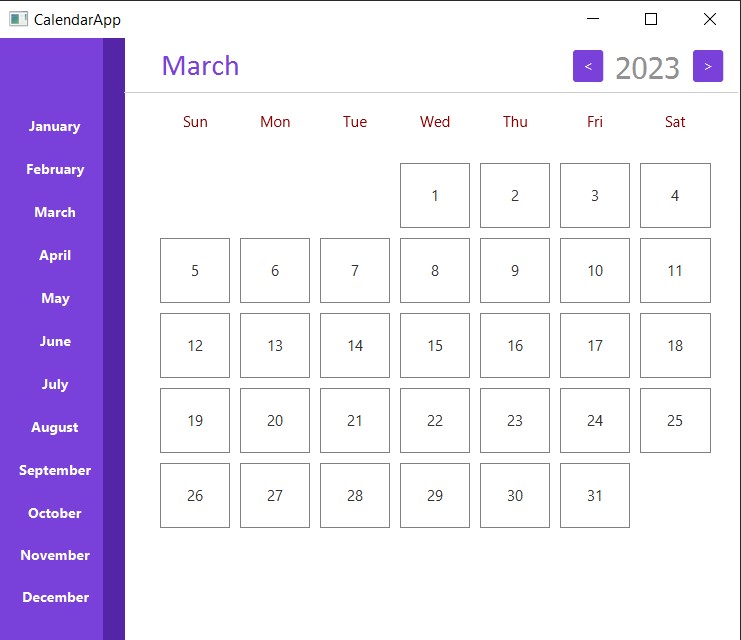 CalendarApp
March < 2023 >
January
February
March
April
May
June
July
August
September
October
November
December
Sun Mon Tue Wed Thu Fri Sat
1 2 3 4
5 6 7 8 9 10 11
12 13 14 15 16 17 18
19 20 21 22 23 24 25
26 27 28 29 30 31